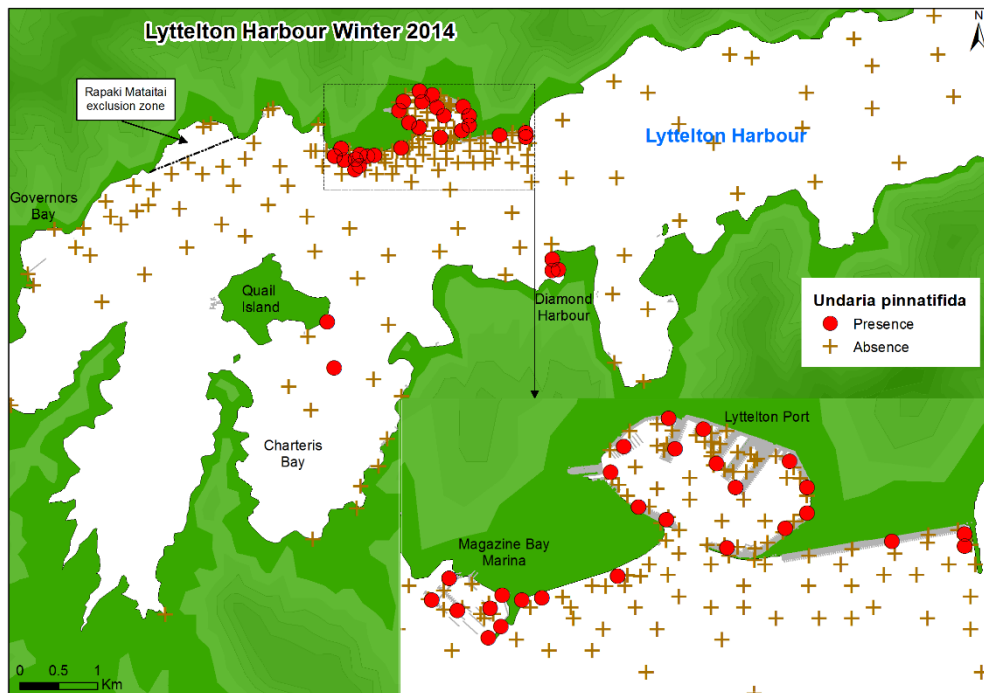 Lyttelton Harbour Winter 2014
N
Rapaki Mataitai
exclusion zone
Lyttelton Harbour
Governors
Bay
Quail
Island
Diamond
Harbour
Undaria pinnatifida
Presence
Absence
Charteris
Bay
Lyttelton Port
Magazine Bay
Marina
0 0.5 1
Km